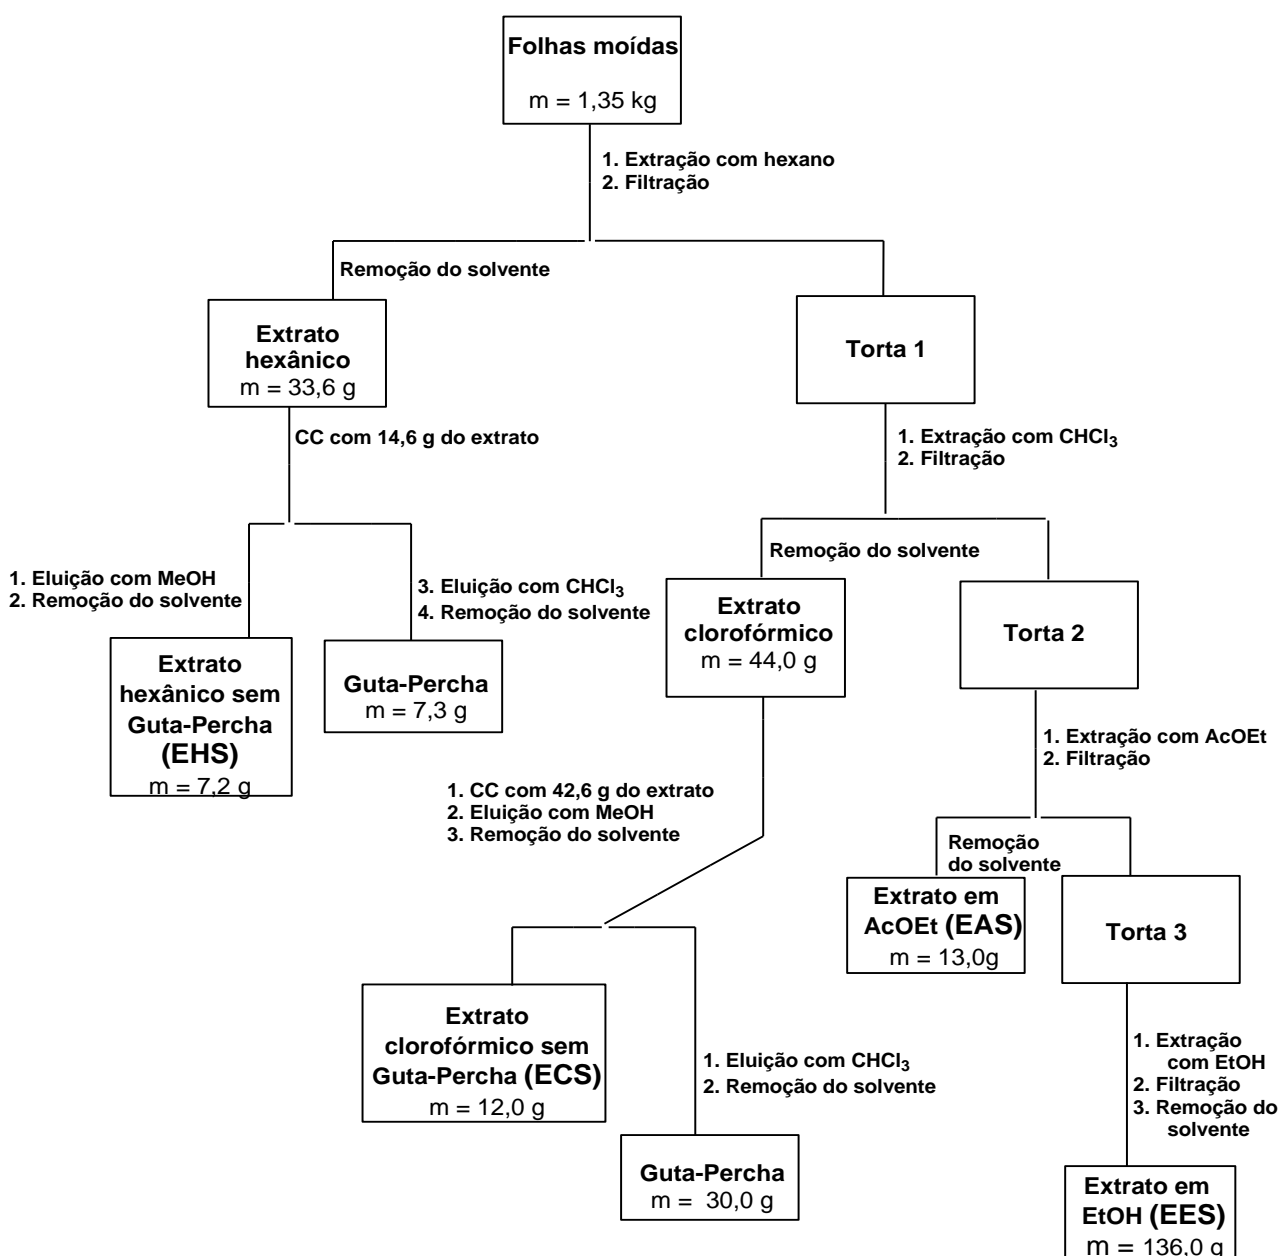 Folhas moídas
m = 1,35 kg
1. Extração com hexano
2. Filtração
Remoção do solvente
Extrato
hexânico
m = 33,6 g
Torta 1
CC com 14,6 g do extrato
1. Extração com CHCl3
2. Filtração
1. Eluição com MeOH
2. Remoção do solvente
3. Eluição com CHCl3
4. Remoção do solvente
Remoção do solvente
Extrato
clorofórmico
m = 44,0 g
Torta 2
Extrato
hexânico sem
Guta-Percha
(EHS)
m = 7,2 g
Guta-Percha
m = 7,3 g
1. Extração com AcOEt
2. Filtração
1. CC com 42,6 g do extrato
2. Eluição com MeOH
3. Remoção do solvente
Remoção
do solvente
Extrato em
AcOEt (EAS)
m = 13,0g
Torta 3
Extrato
clorofórmico sem
Guta-Percha (ECS)
m = 12,0 g
1. Eluição com CHCl3
2. Remoção do solvente
1. Extração
com EtOH
2. Filtração
3. Remoção do
solvente
Guta-Percha
m =  30,0 g
Extrato em
EtOH (EES)
m = 136,0 g